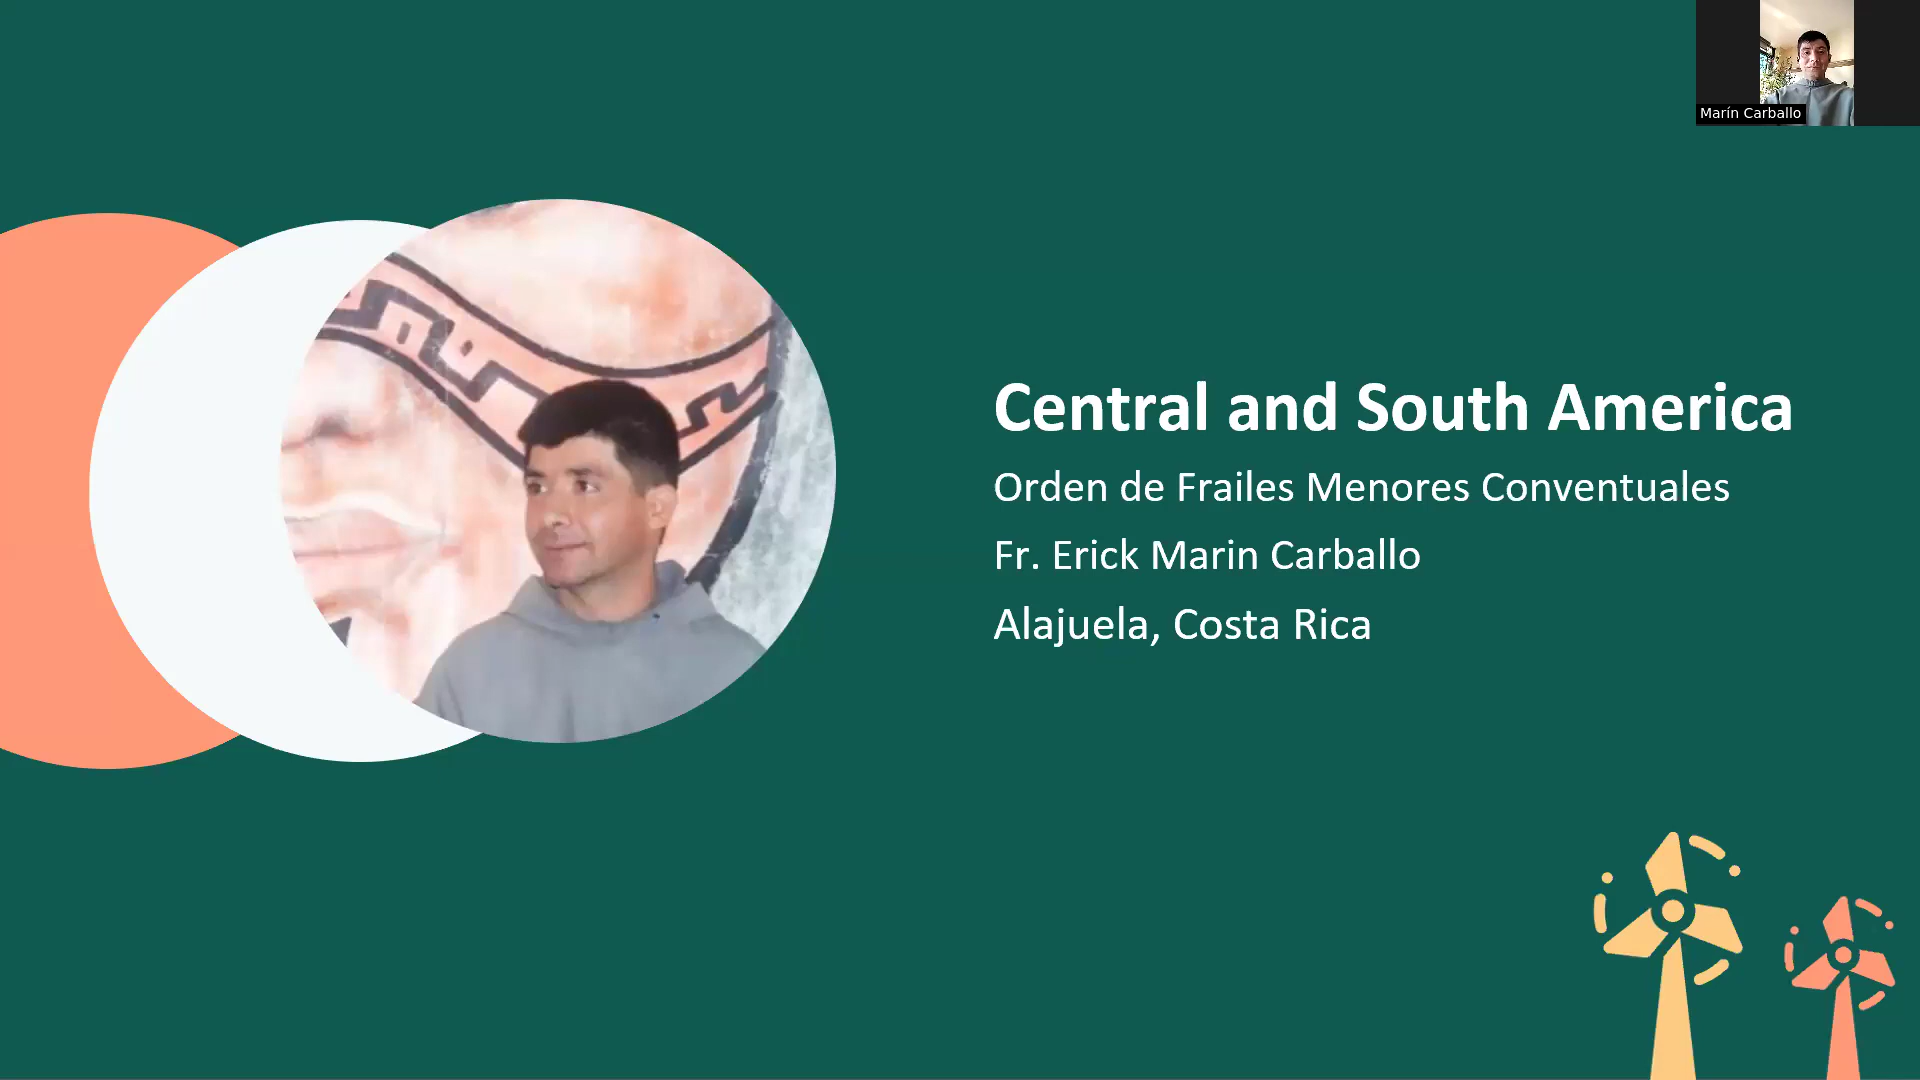 Marín Carballo
Central and South America
Orden de Frailes Menores Conventuales
Fr. Erick Marin Carballo
Alajuela, Costa Rica